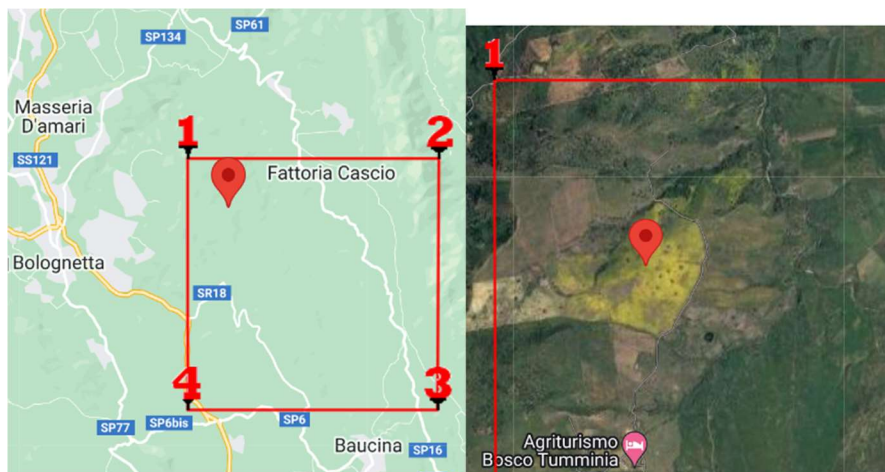 SP61
SP134
Masseria
D'amari
SS121
1
2
Fattoria Cascio
Bolognetta
SR18
4
3
SP77
SP6bis
SP6
Baucina
SP16
1
Agriturismo
Bosco Tumminia